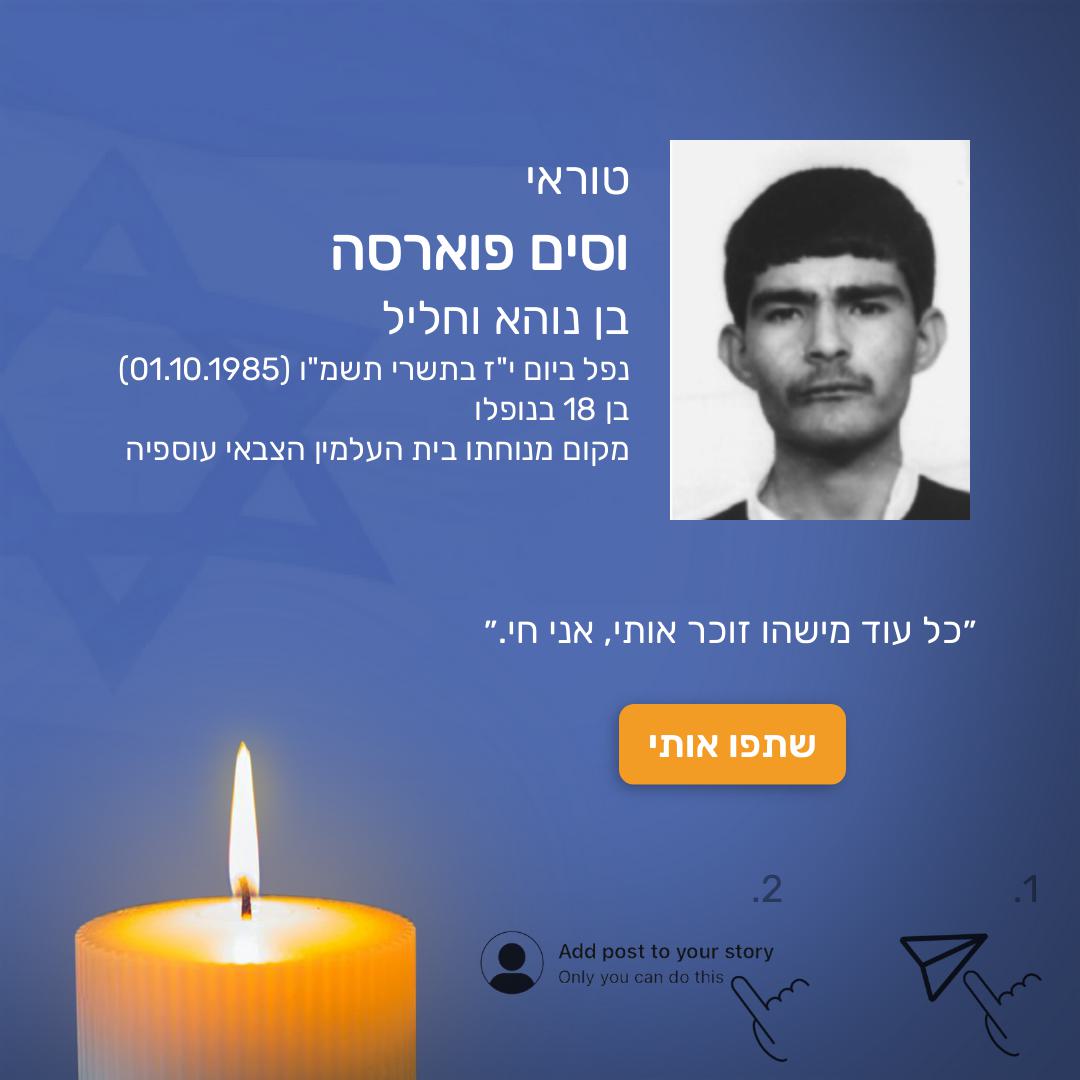 טוראי
וסים פוארסה
בן נוהא וחליל
נפל ביום י"ז בתשרי תשמ"ו (01.10.1985)
בן 18 בנופלו
מקום מנוחתו בית העלמין הצבאי עוספיה
"כל עוד מישהו זוכר אותי, אני חי."
שתפו אותי
1.
2.
Add post to your story
Only you can do this